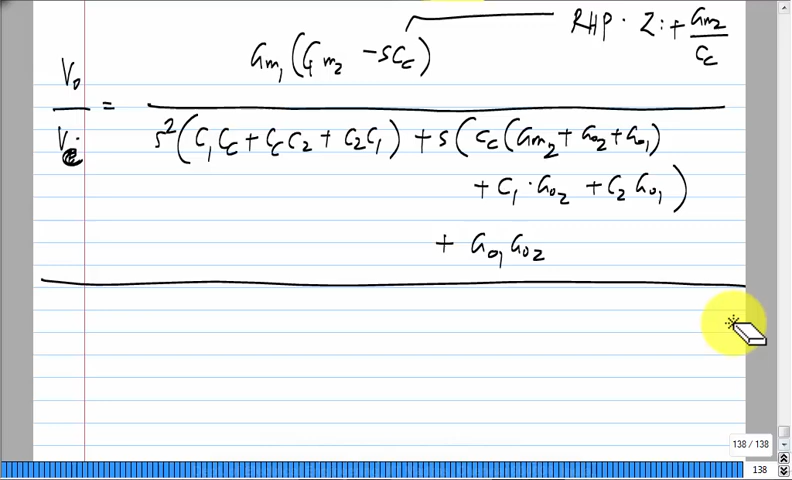 RHP . Z : + Gm2/Cc
Vo/Vi = Gm1 (Gm2 - sCc)
s²(C1Cc + CcC2 + C2C1) + s(Cc(Gm2 + Go2 + Go1)
+ C1 · Go2 + C2Go1)
+ Go1Go2
138 / 138
138